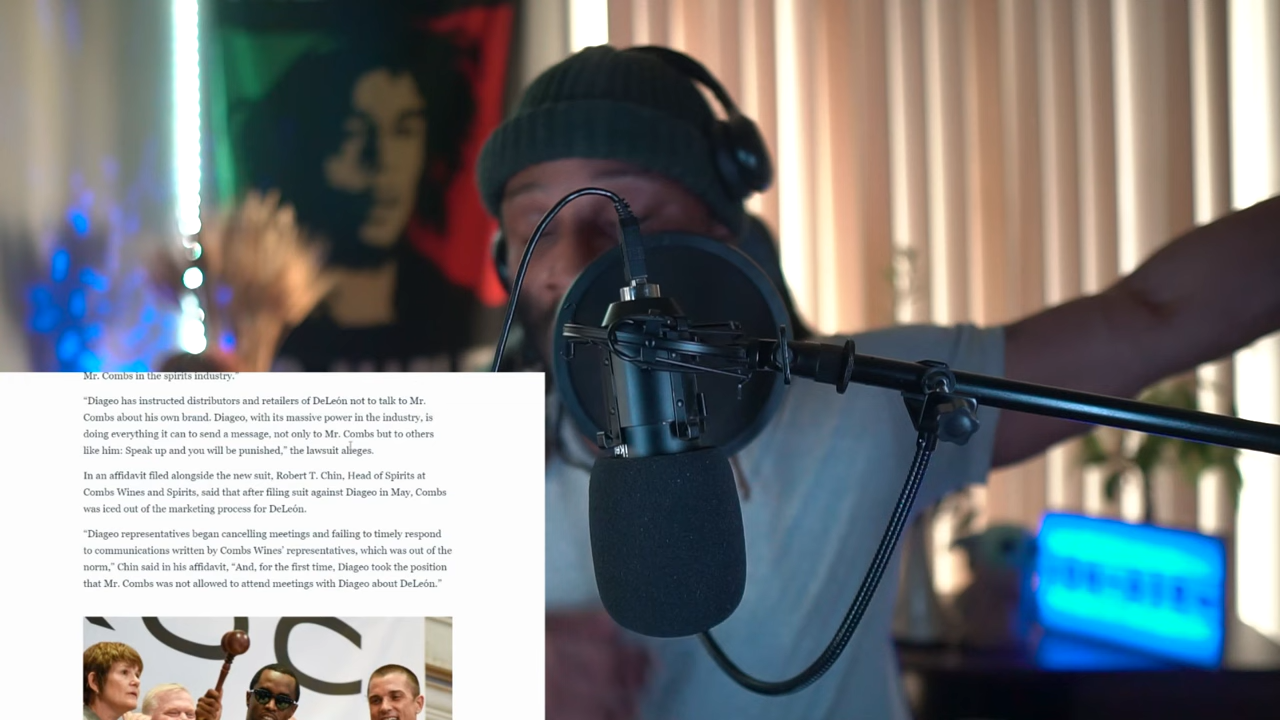 Mr. Combs in the spirits industry."
“Diageo has instructed distributors and retailers of DeLeón not to talk to Mr.
Combs about his own brand. Diageo, with its massive power in the industry, is
doing everything it can to send a message, not only to Mr. Combs but to others
like him: Speak up and you will be punished,” the lawsuit alleges.
In an affidavit filed alongside the new suit, Robert T. Chin, Head of Spirits at
Combs Wines and Spirits, said that after filing suit against Diageo in May, Combs
was iced out of the marketing process for DeLeón.
“Diageo representatives began cancelling meetings and failing to timely respond
to communications written by Combs Wines’ representatives, which was out of the
norm,” Chin said in his affidavit, “And, for the first time, Diageo took the position
that Mr. Combs was not allowed to attend meetings with Diageo about DeLeón.”